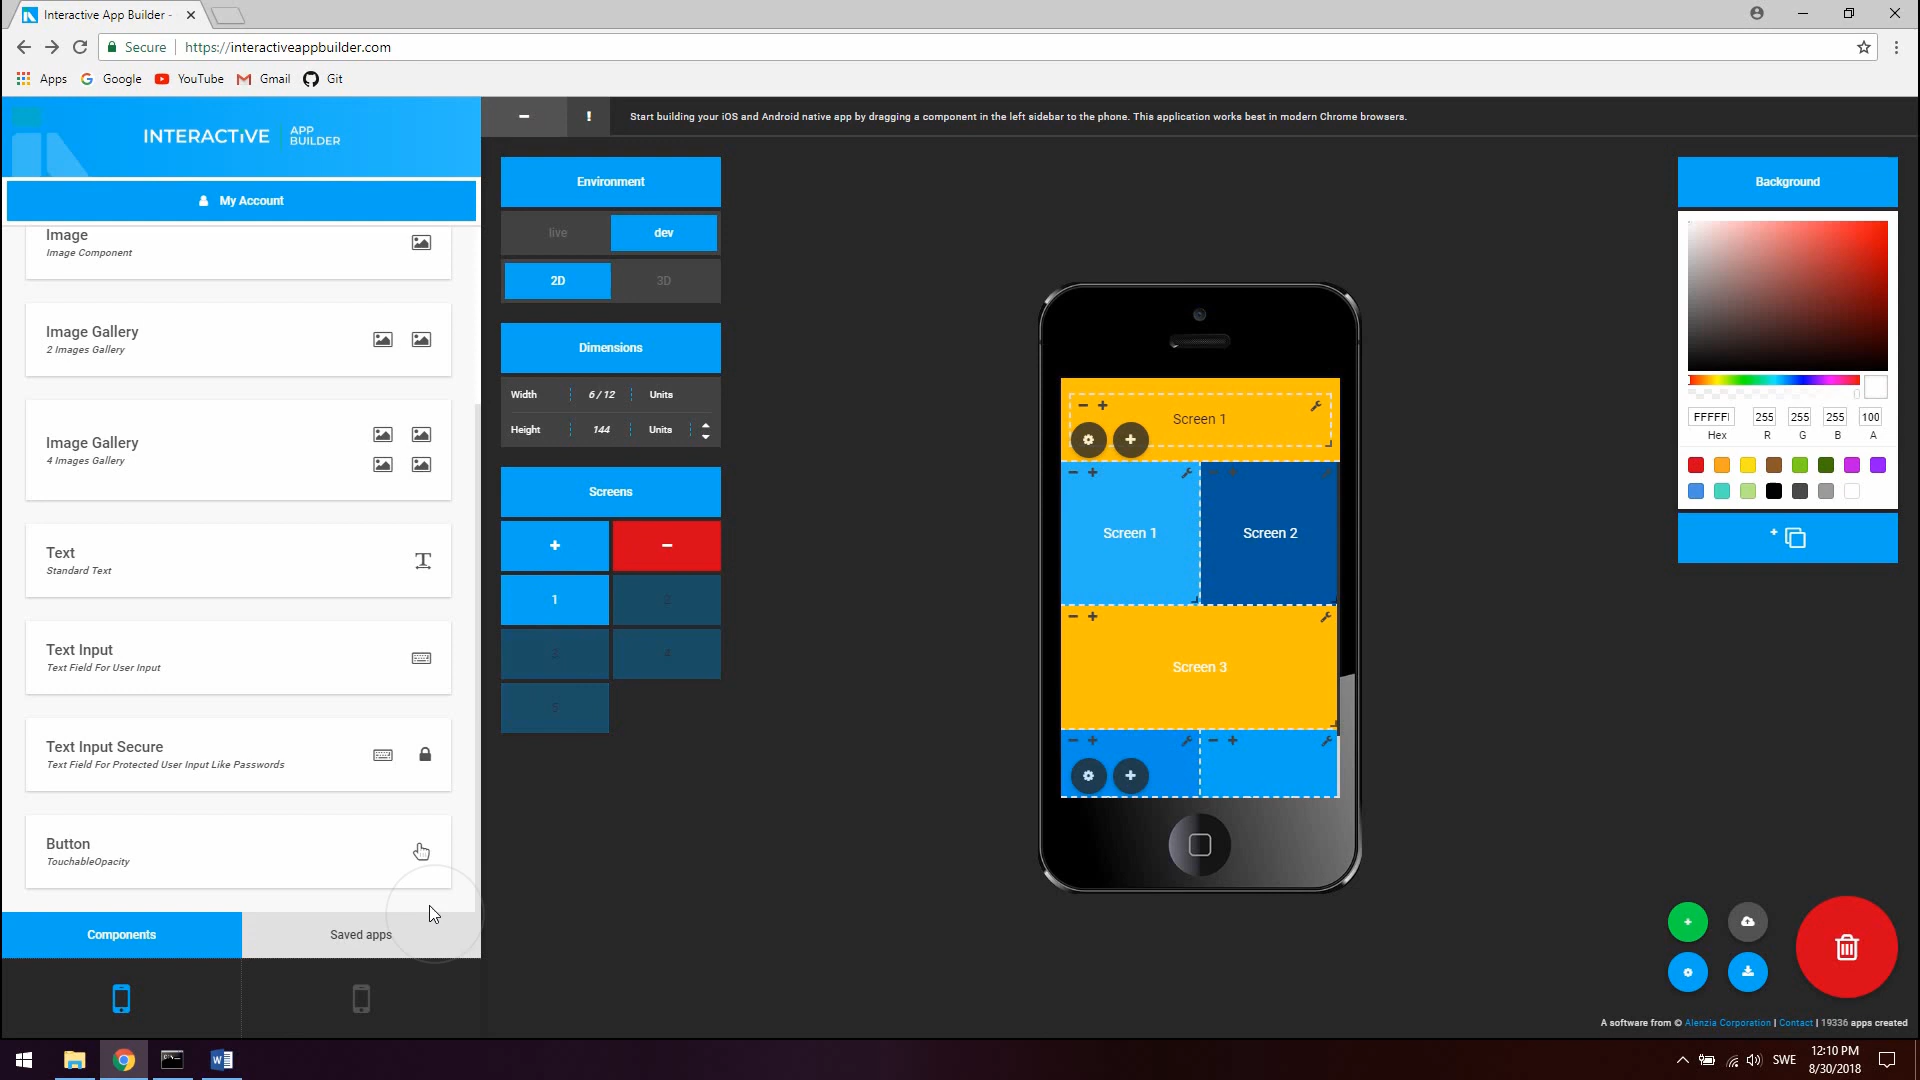 Interactive App Builder -
Secure
https://interactiveappbuilder.com
Apps
Google
YouTube
Gmail
Git
INTERACTIVE
APP
BUILDER
My Account
Start building your iOS and Android native app by dragging a component in the left sidebar to the phone. This application works best in modern Chrome browsers.
Image
Image Component
Image Gallery
2 Images Gallery
Image Gallery
4 Images Gallery
Text
Standard Text
Text Input
Text Field For User Input
Text Input Secure
Text Field For Protected User Input Like Passwords
Button
TouchableOpacity
Components
Saved apps
Environment
live
dev
2D
3D
Dimensions
Width
6 / 12
Units
Height
144
Units
Screens
1
2
3
4
5
Screen 1
Screen 1
Screen 2
Screen 3
Background
FFFFF
255
255
255
100
Hex
R
G
B
A
A software from © Alenzia Corporation | Contact | 19336 apps created
SWE
12:10 PM
8/30/2018